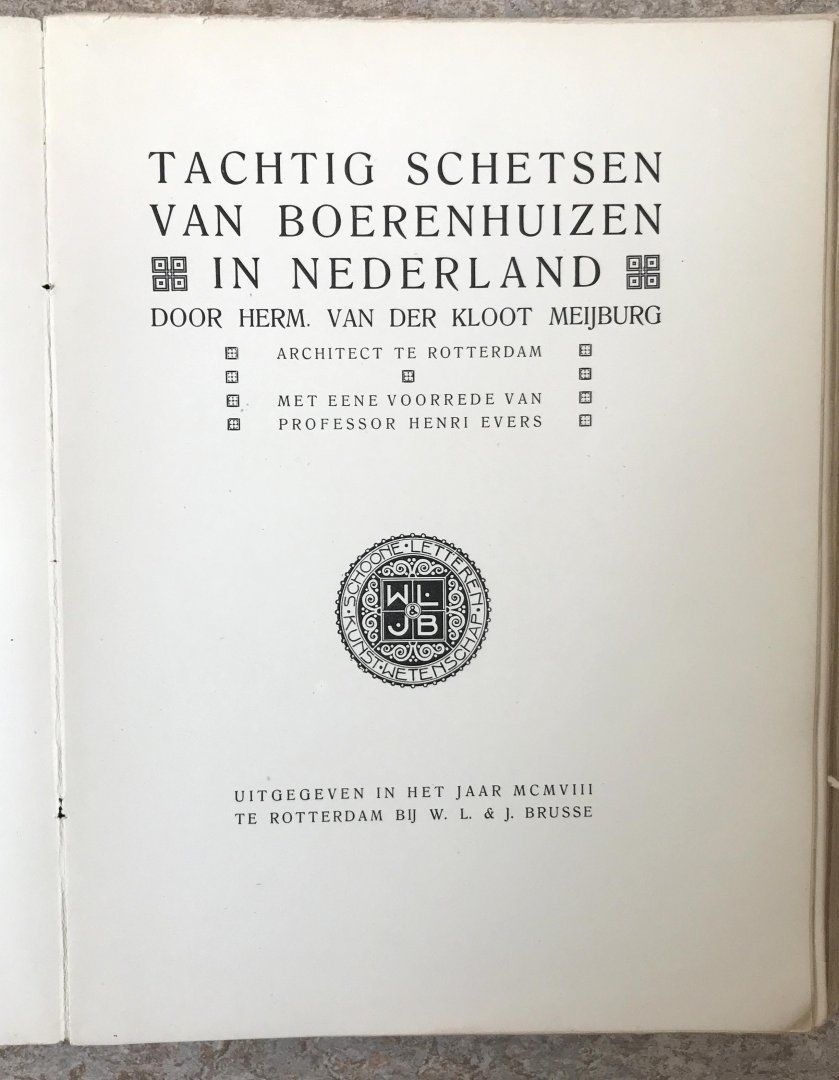 TACHTIG SCHETSEN
VAN BOERENHUIZEN
IN NEDERLAND
DOOR HERM. VAN DER KLOOT MEIJBURG
ARCHITECT TE ROTTERDAM
MET EENE VOORREDE VAN
PROFESSOR HENRI EVERS
SCHOONE · LETTEREN · KUNST · WETENSCHAP ·
WL
&
JB
UITGEGEVEN IN HET JAAR MCMVIII
TE ROTTERDAM BIJ W. L. & J. BRUSSE